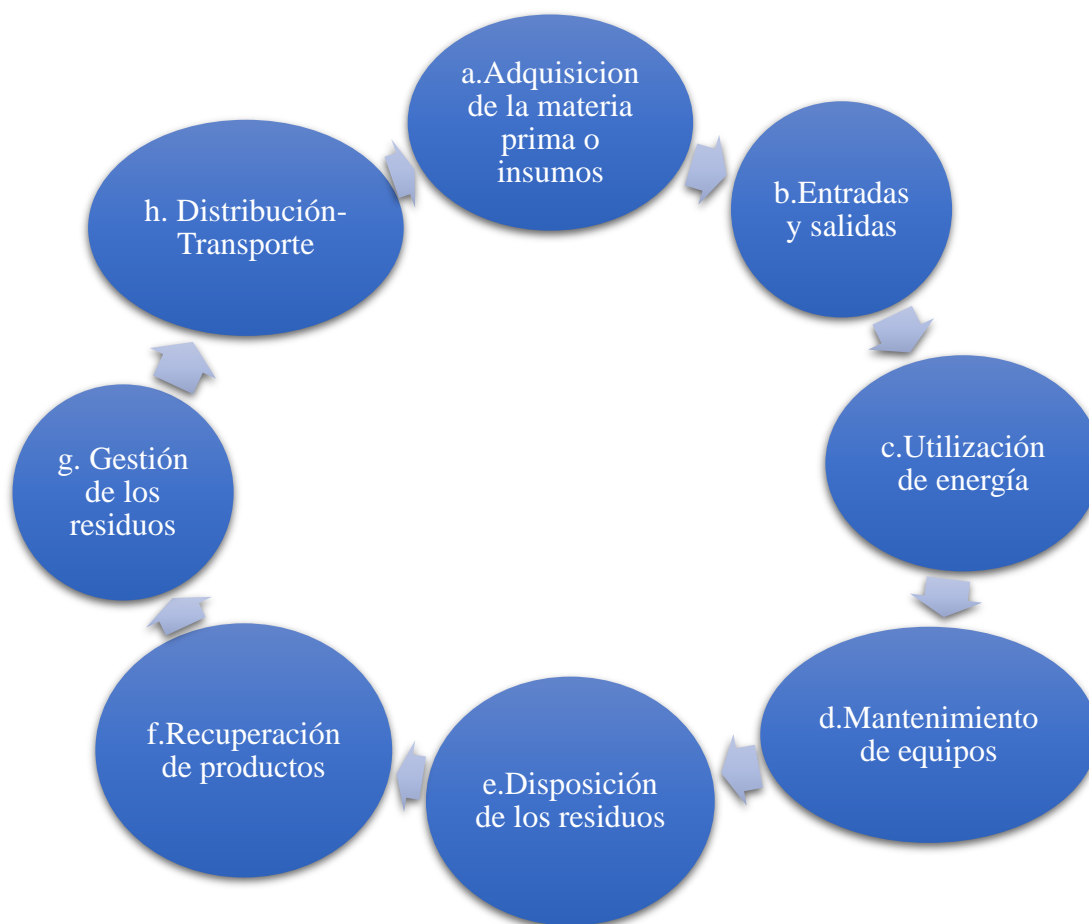 a.Adquisicion
de la materia
prima o
insumos
b.Entradas
y salidas
c.Utilización
de energía
d.Mantenimiento
de equipos
e.Disposición
de los residuos
f.Recuperación
de productos
g. Gestión
de los
residuos
h. Distribución-
Transporte